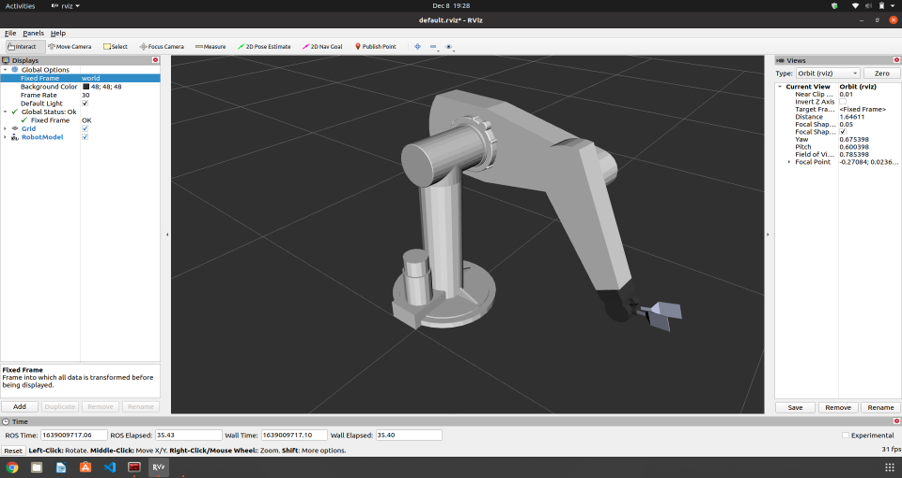 Activities
rviz
Dec 8 19:28
default.rviz* - RViz
File Panels Help
Interact Move Camera Select Focus Camera Measure 2D Pose Estimate 2D Nav Goal Publish Point
Displays
Global Options
Fixed Frame world
Background Color 48; 48; 48
Frame Rate 30
Default Light
Global Status: Ok
Fixed Frame OK
Grid
RobotModel
Fixed Frame
Frame into which all data is transformed before
being displayed.
Add Duplicate Remove Rename
Views
Type: Orbit (rviz) Zero
Current View Orbit (rviz)
Near Clip ... 0.01
Invert Z Axis
Target Fra... <Fixed Frame>
Distance 1.64611
Focal Shap... 0.05
Focal Shap...
Yaw 0.675398
Pitch 0.600398
Field of Vi... 0.785398
Focal Point -0.27084; 0.0236...
Save Remove Rename
Time
ROS Time: 1639009717.06 ROS Elapsed: 35.43 Wall Time: 1639009717.10 Wall Elapsed: 35.40 Experimental
Reset Left-Click: Rotate. Middle-Click: Move X/Y. Right-Click/Mouse Wheel: Zoom. Shift: More options. 31 fps
RViz